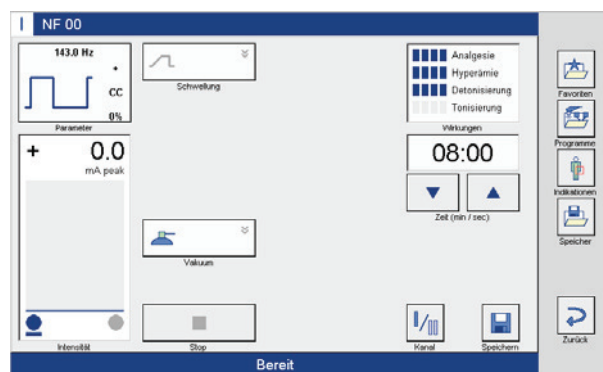 NF 00
143.0 Hz
+
CC
0%
Parameter
Schwellung
Analgesie
Hyperämie
Detonisierung
Tonisierung
Wirkungen
+ 0.0
mA peak
08:00
Zeit (min / sec)
Vakuum
Intensität
Stop
Kanal
Speichern
Favoriten
Programme
Indikationen
Speicher
Zurück
Bereit